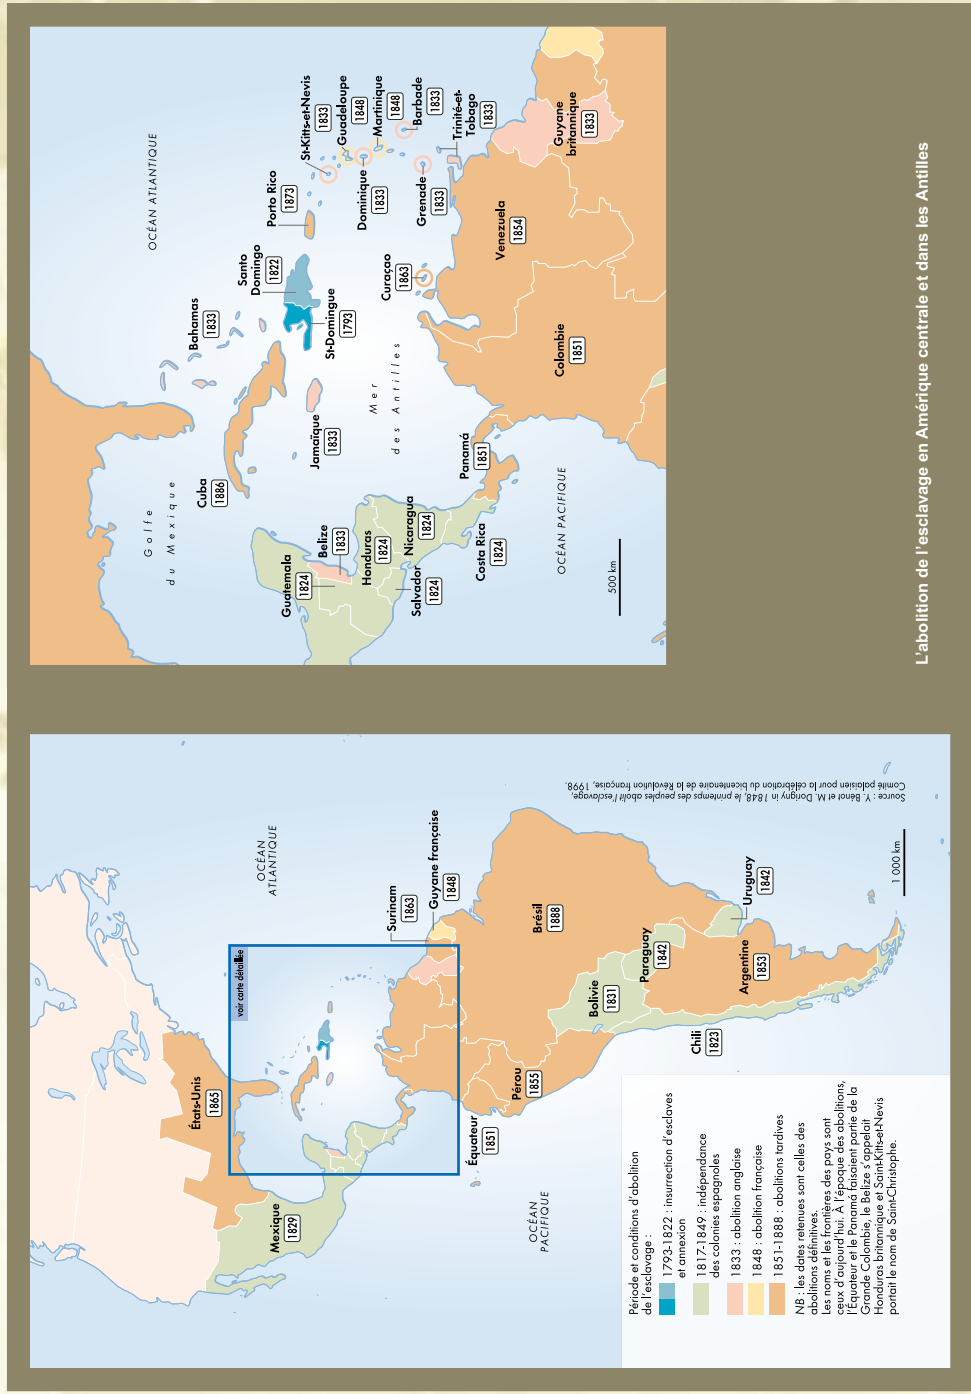 L'abolition de l'esclavage en Amérique centrale et dans les Antilles
États-Unis
1865
Mexique
1829
OCÉAN
ATLANTIQUE
OCÉAN
PACIFIQUE
voir carte détaillée
Surinam
1863
Guyane française
1848
Équateur
1851
Pérou
1855
Brésil
1888
Bolivie
1831
Paraguay
1842
Uruguay
1842
Argentine
1853
Chili
1823
1 000 km
Période et conditions d'abolition
de l'esclavage :
1793-1822 : insurrection d'esclaves
et annexion
1817-1849 : indépendance
des colonies espagnoles
1833 : abolition anglaise
1848 : abolition française
1851-1888 : abolitions tardives
NB : les dates retenues sont celles des
abolitions définitives.
Les noms et les frontières des pays sont
ceux d'aujourd'hui. À l'époque des abolitions,
l'Équateur et le Panamá faisaient partie de la
Grande Colombie, le Belize s'appelait
Honduras britannique et Saint-Kitts-et-Nevis
portait le nom de Saint-Christophe.
Source : Y. Bénot et M. Dorigny in 1848, le printemps des peuples abolit l'esclavage,
Comité palaisien pour la célébration du bicentenaire de la Révolution française, 1998.
OCÉAN ATLANTIQUE
Golfe
du Mexique
Bahamas
1833
Cuba
1886
Santo
Domingo
1822
Porto Rico
1873
St-Kitts-et-Nevis
1833
Guadeloupe
1848
Martinique
1848
Barbade
1833
Dominique
1833
Trinité-et-
Tobago
1833
Grenade
1833
St-Domingue
1793
Jamaïque
1833
Curaçao
1863
Mer
des Antilles
Guatemala
1824
Belize
1833
Honduras
1824
Nicaragua
1824
Salvador
1824
Costa Rica
1824
Panamá
1851
Venezuela
1854
Guyane
britannique
1833
Colombie
1851
OCÉAN PACIFIQUE
500 km